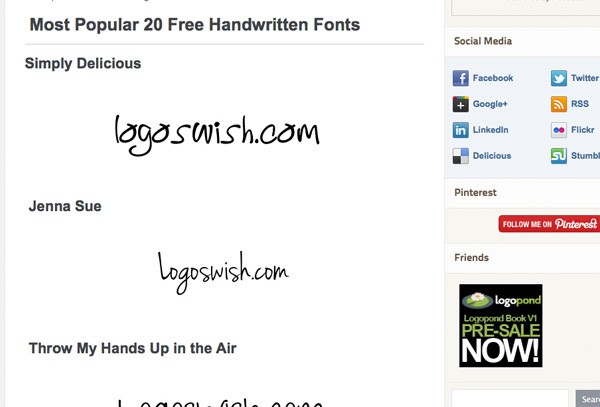 Most Popular 20 Free Handwritten Fonts
Simply Delicious
logoswish.com
Jenna Sue
Logoswish.com
Throw My Hands Up in the Air
Social Media
Facebook
Twitter
Google+
RSS
LinkedIn
Flickr
Delicious
Stumbl
Pinterest
FOLLOW ME ON Pinterest
Friends
logopond
Logopond Book V1
PRE-SALE
NOW!
Sear